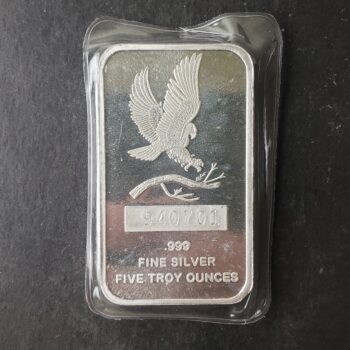 940701
.999
FINE SILVER
FIVE TROY OUNCES